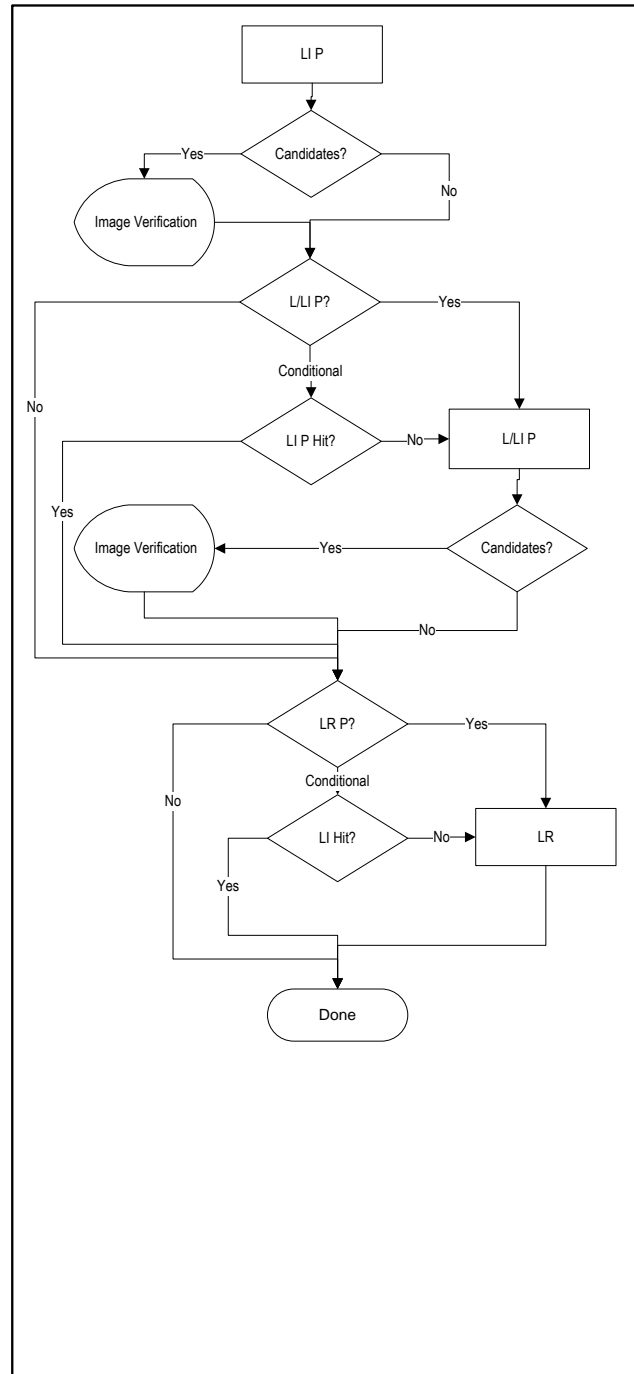 LI P
Candidates?
Yes
No
Image Verification
L/LI P?
Yes
No
Conditional
LI P Hit?
No
L/LI P
Yes
Image Verification
Yes
Candidates?
No
LR P?
Yes
No
Conditional
LI Hit?
No
LR
Yes
Done